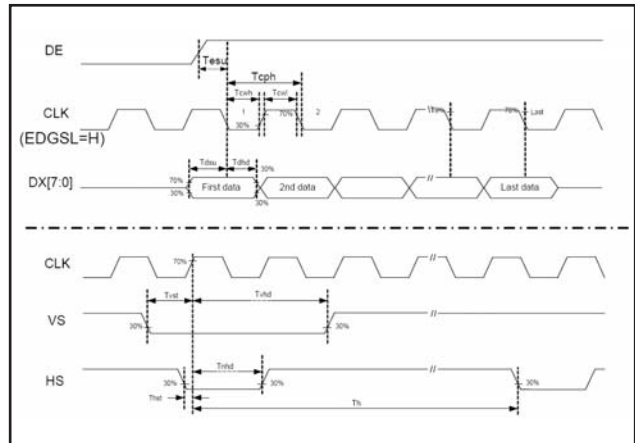 DE
Tesu
Tcph
Tcwh
Tcwl
CLK
(EDGSL=H)
1
2
30%
70%
70%
Last
Tdsu
Tdhd
30%
DX[7:0]
70%
30%
First data
2nd data
//
Last data
30%
CLK
70%
//
Tvst
Tvhd
VS
30%
30%
//
HS
30%
Thhd
30%
//
30%
Thst
Th